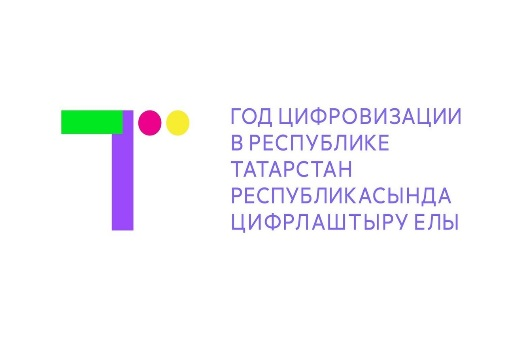 ГОД ЦИФРОВИЗАЦИИ
В РЕСПУБЛИКЕ
ТАТАРСТАН
РЕСПУБЛИКАСЫНДА
ЦИФРЛАШТЫРУ ЕЛЫ